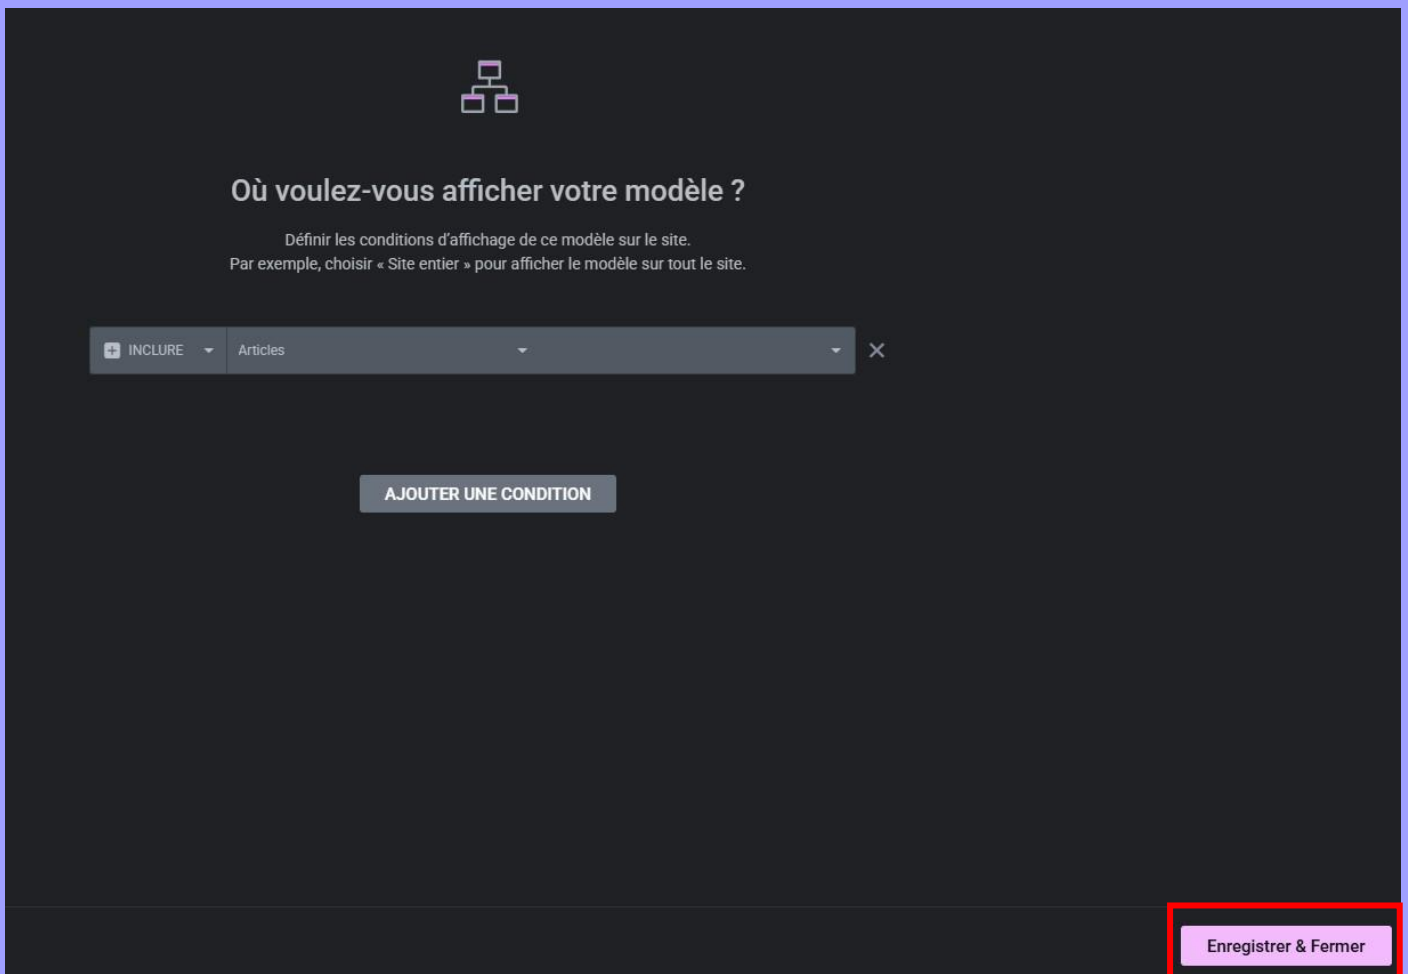 Où voulez-vous afficher votre modèle ?
Définir les conditions d’affichage de ce modèle sur le site.
Par exemple, choisir « Site entier » pour afficher le modèle sur tout le site.
INCLURE Articles
AJOUTER UNE CONDITION
Enregistrer & Fermer